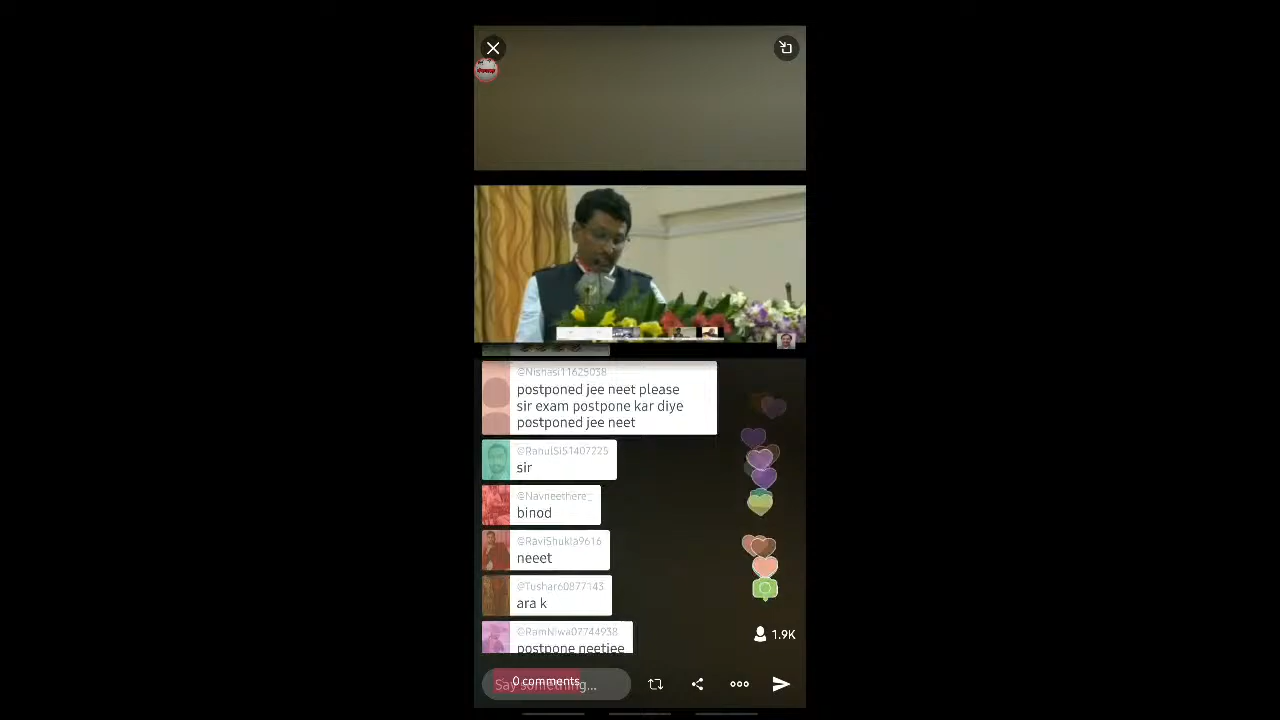 @Nishasi11625038
postponed jee neet please
sir exam postpone kar diye
postponed jee neet
@RahulSi51407225
sir
@Navneethere_
binod
@RaviShukla9616
neeet
@Tushar60877143
ara k
@RamNiwa07744938
postpone neetjee
1.9K
0 comments
Say something...